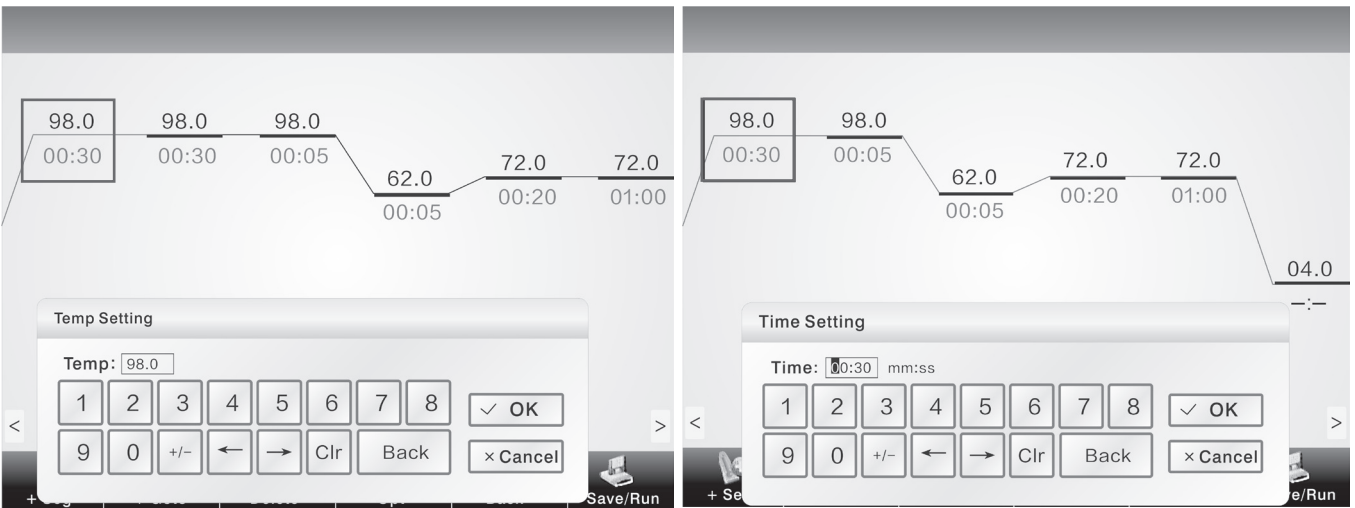 98.0 98.0 98.0
00:30 00:30 00:05
62.0 72.0 72.0
00:05 00:20 01:00
Temp Setting
Temp: 98.0
1 2 3 4 5 6 7 8 ✓ OK
9 0 +/− ← → Clr Back × Cancel
< >
Save/Run
98.0 98.0
00:30 00:05
62.0 72.0 72.0
00:05 00:20 01:00
04.0
−:−
Time Setting
Time: 00:30 mm:ss
1 2 3 4 5 6 7 8 ✓ OK
9 0 +/− ← → Clr Back × Cancel
< >